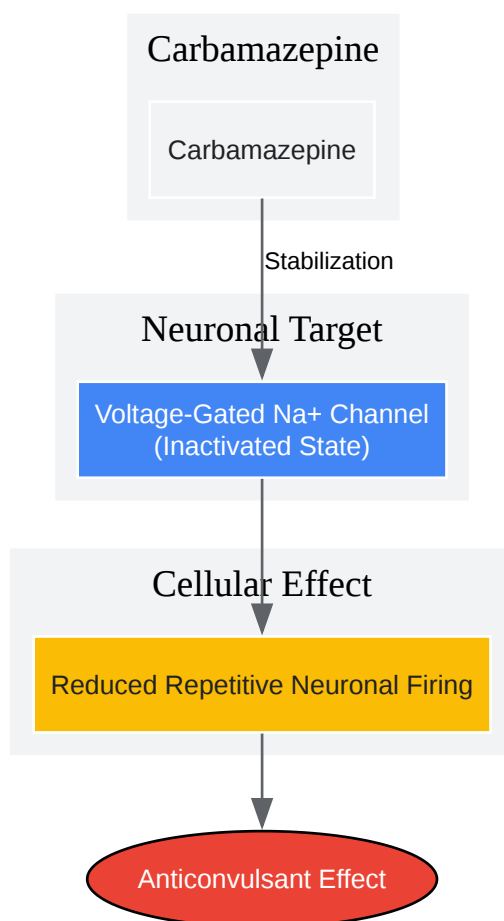 Carbamazepine
Carbamazepine
Stabilization
Neuronal Target
Voltage-Gated Na+ Channel
(Inactivated State)
Cellular Effect
Reduced Repetitive Neuronal Firing
Anticonvulsant Effect